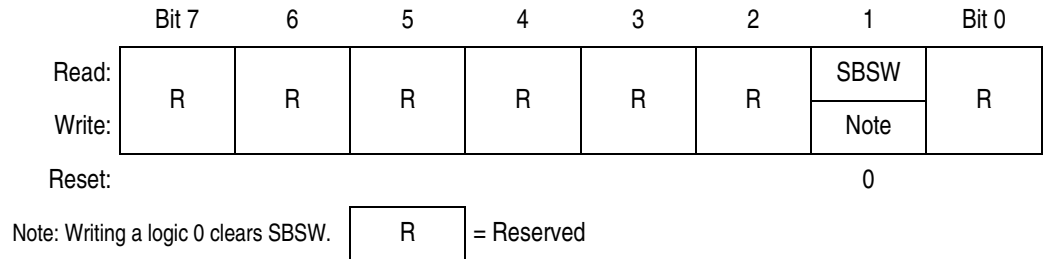 Bit 7 6 5 4 3 2 1 Bit 0
Read: R R R R R R SBSW R
Write: Note
Reset: 0
Note: Writing a logic 0 clears SBSW. R = Reserved